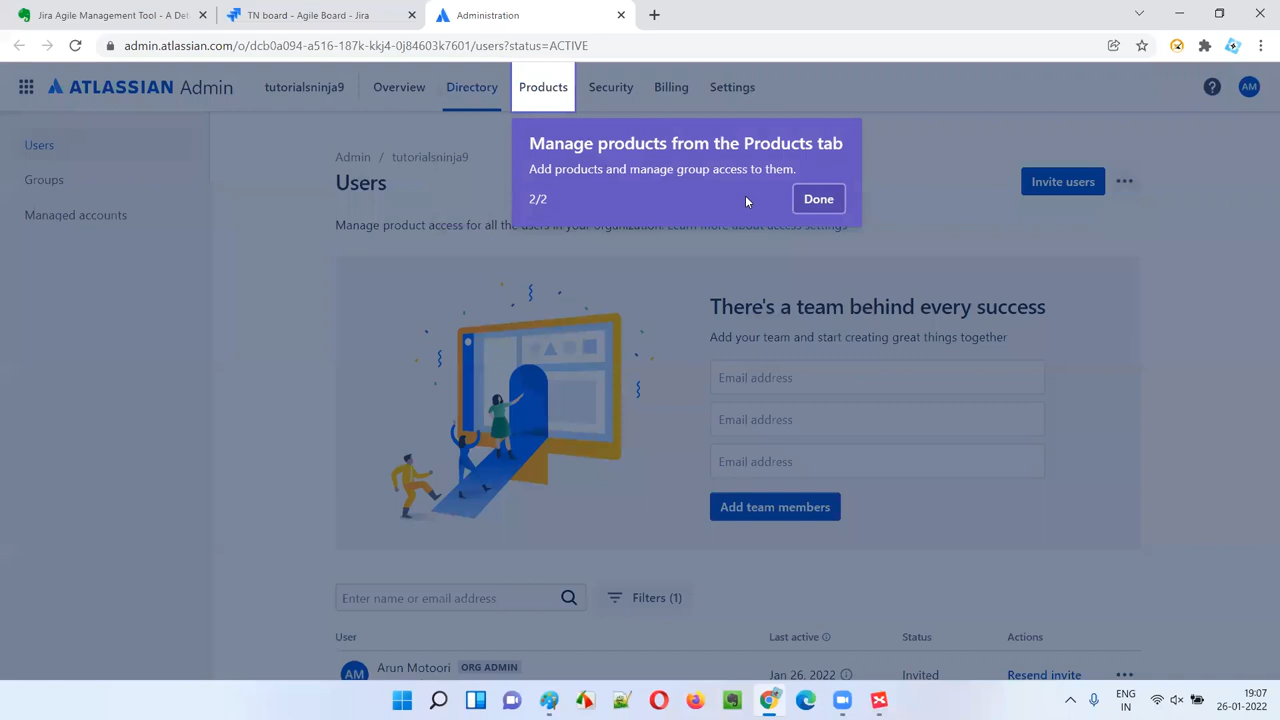 Jira Agile Management Tool - A Det
TN board - Agile Board - Jira
Administration
admin.atlassian.com/o/dcb0a094-a516-187k-kkj4-0j84603k7601/users?status=ACTIVE
ATLASSIAN Admin
tutorialsninja9
Overview
Directory
Products
Security
Billing
Settings
AM
Users
Groups
Managed accounts
Manage products from the Products tab
Add products and manage group access to them.
2/2
Done
Admin / tutorialsninja9
Users
Invite users
Manage product access for all the users in your organization. Learn more about access settings
There's a team behind every success
Add your team and start creating great things together
Email address
Email address
Email address
Add team members
Enter name or email address
Filters (1)
User
Last active
Status
Actions
AM
Arun Motoori
ORG ADMIN
Jan 26, 2022
Invited
Resend invite
ENG
IN
19:07
26-01-2022